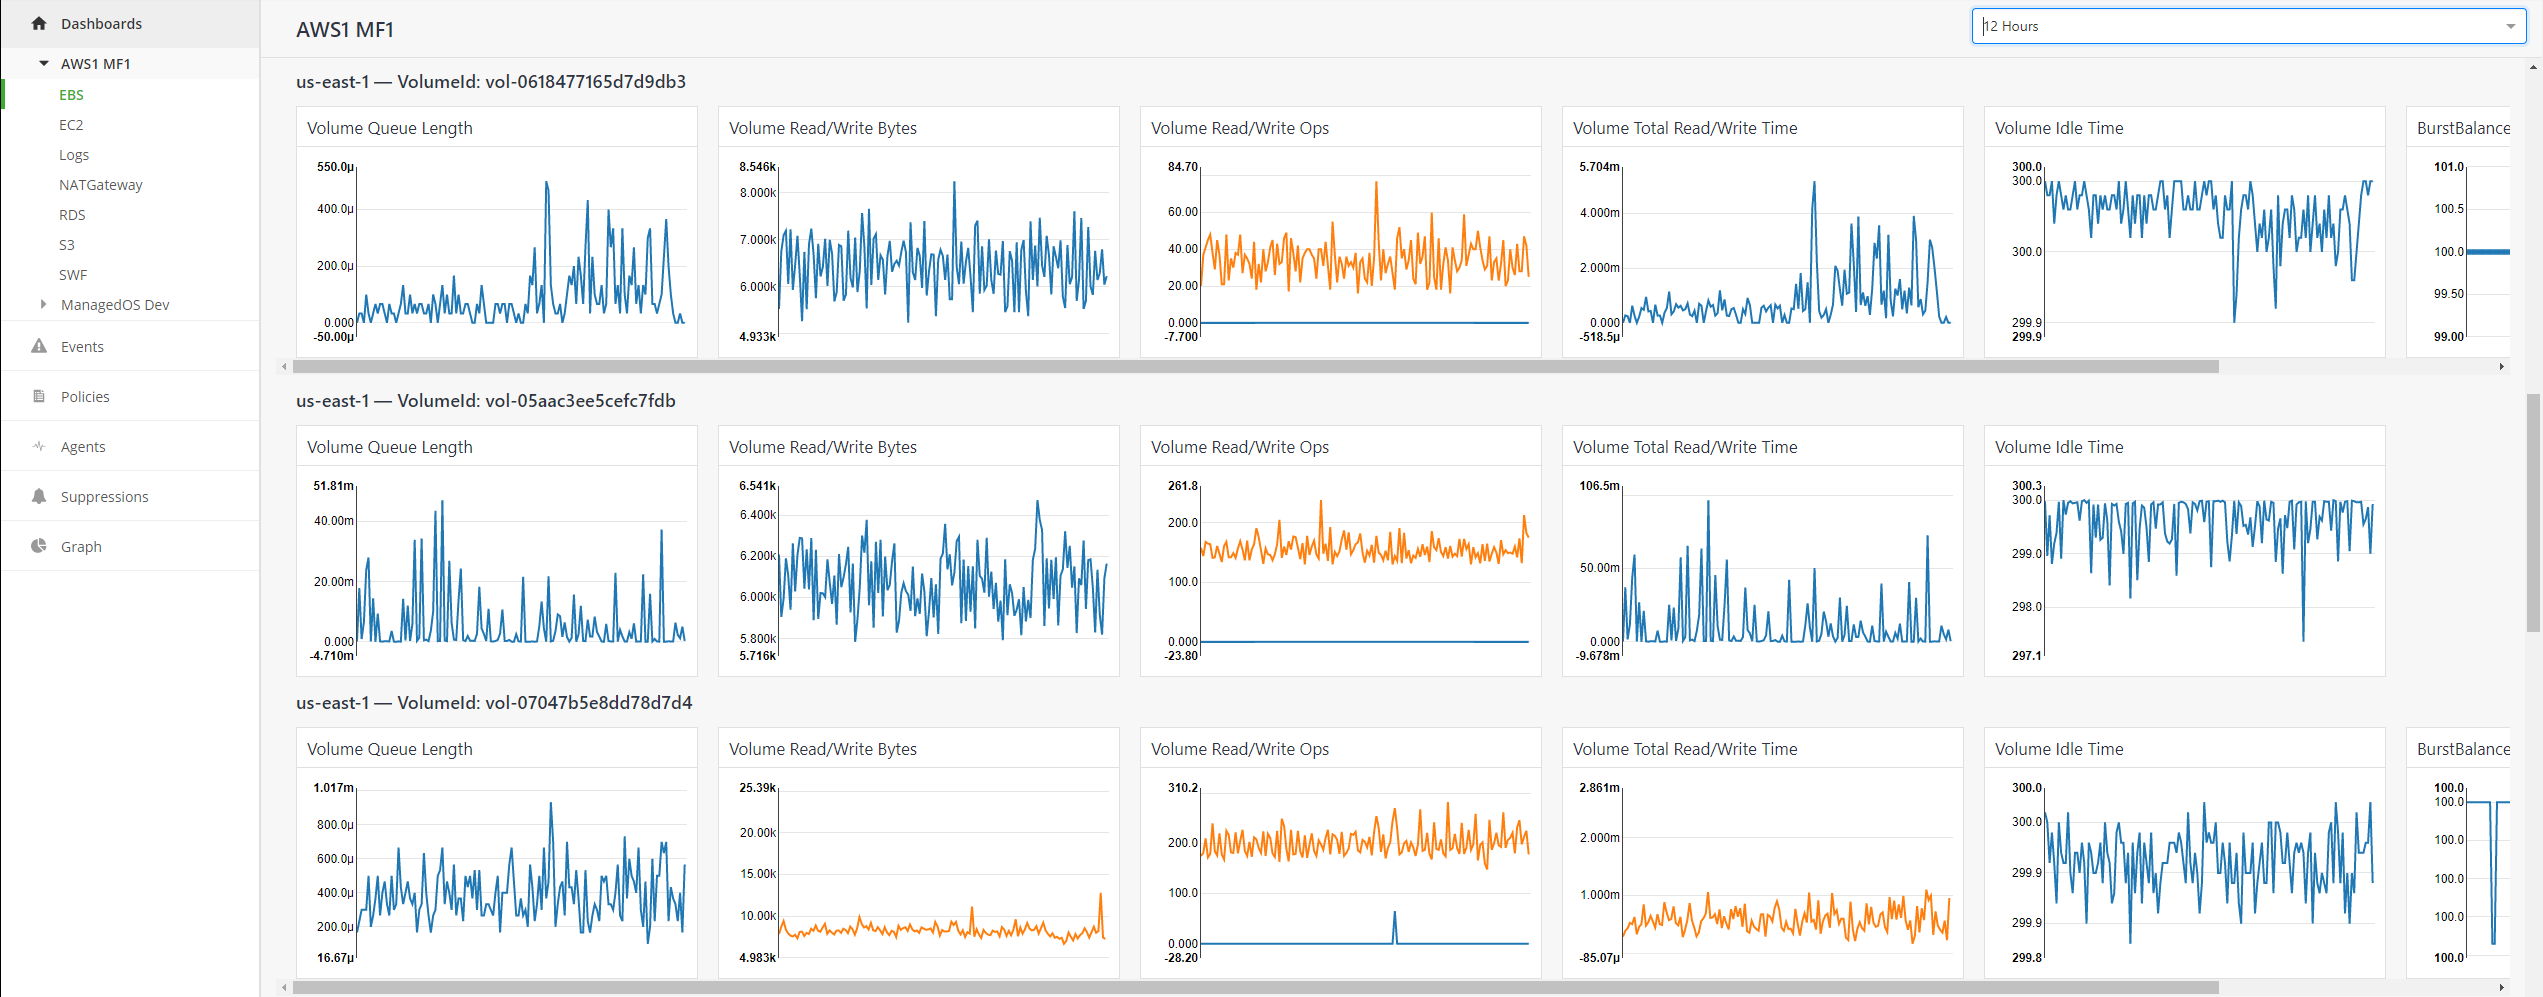 Dashboards
AWS1 MF1
EBS
EC2
Logs
NATGateway
RDS
S3
SWF
ManagedOS Dev
Events
Policies
Agents
Suppressions
Graph
AWS1 MF1
12 Hours
us-east-1 — VolumeId: vol-0618477165d7d9db3
Volume Queue Length
550.0µ
400.0µ
200.0µ
0.000
-50.00µ
Volume Read/Write Bytes
8.546k
8.000k
7.000k
6.000k
4.933k
Volume Read/Write Ops
84.70
60.00
40.00
20.00
0.000
-7.700
Volume Total Read/Write Time
5.704m
4.000m
2.000m
0.000
-518.5µ
Volume Idle Time
300.0
300.0
300.0
299.9
299.9
BurstBalance
101.0
100.5
100.0
99.50
99.00
us-east-1 — VolumeId: vol-05aac3ee5cefc7fdb
Volume Queue Length
51.81m
40.00m
20.00m
0.000
-4.710m
Volume Read/Write Bytes
6.541k
6.400k
6.200k
6.000k
5.800k
5.716k
Volume Read/Write Ops
261.8
200.0
100.0
0.000
-23.80
Volume Total Read/Write Time
106.5m
50.00m
0.000
-9.678m
Volume Idle Time
300.3
300.0
299.0
298.0
297.1
us-east-1 — VolumeId: vol-07047b5e8dd78d7d4
Volume Queue Length
1.017m
800.0µ
600.0µ
400.0µ
200.0µ
16.67µ
Volume Read/Write Bytes
25.39k
20.00k
15.00k
10.00k
4.983k
Volume Read/Write Ops
310.2
200.0
100.0
0.000
-28.20
Volume Total Read/Write Time
2.861m
2.000m
1.000m
-85.07µ
Volume Idle Time
300.0
300.0
299.9
299.9
299.8
BurstBalance
100.0
100.0
100.0
100.0
100.0
100.0